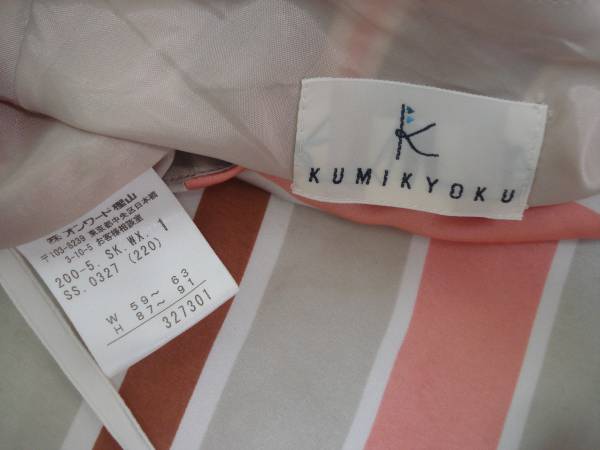 K
KUMIKYOKU
株 オンワード樫山
〒103-8239 東京都中央区日本橋
3-10-5 お客様相談室
200-5. SK. WX. 1
SS. 0327 (220)
W 59～ 63
H 87～ 91
327301